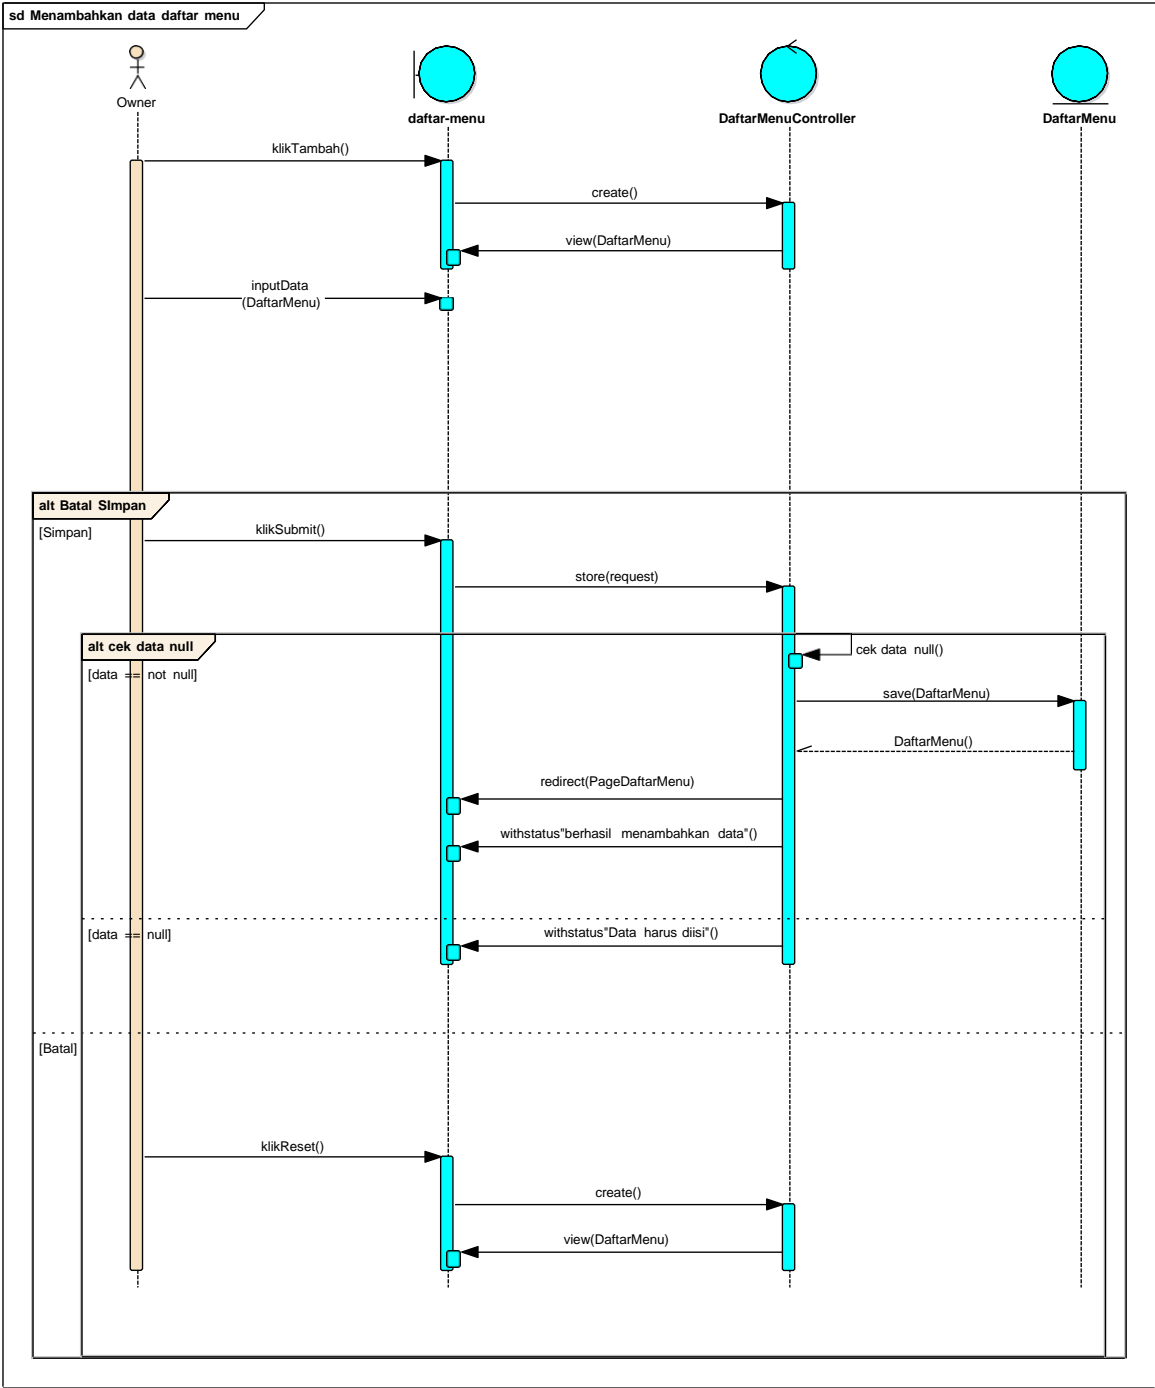 sd Menambahkan data daftar menu
Owner
daftar-menu
DaftarMenuController
DaftarMenu
klikTambah()
create()
view(DaftarMenu)
inputData
(DaftarMenu)
alt Batal SImpan
[Simpan]
klikSubmit()
store(request)
alt cek data null
cek data null()
[data == not null]
save(DaftarMenu)
DaftarMenu()
redirect(PageDaftarMenu)
withstatus"berhasil menambahkan data"()
[data == null]
withstatus"Data harus diisi"()
[Batal]
klikReset()
create()
view(DaftarMenu)